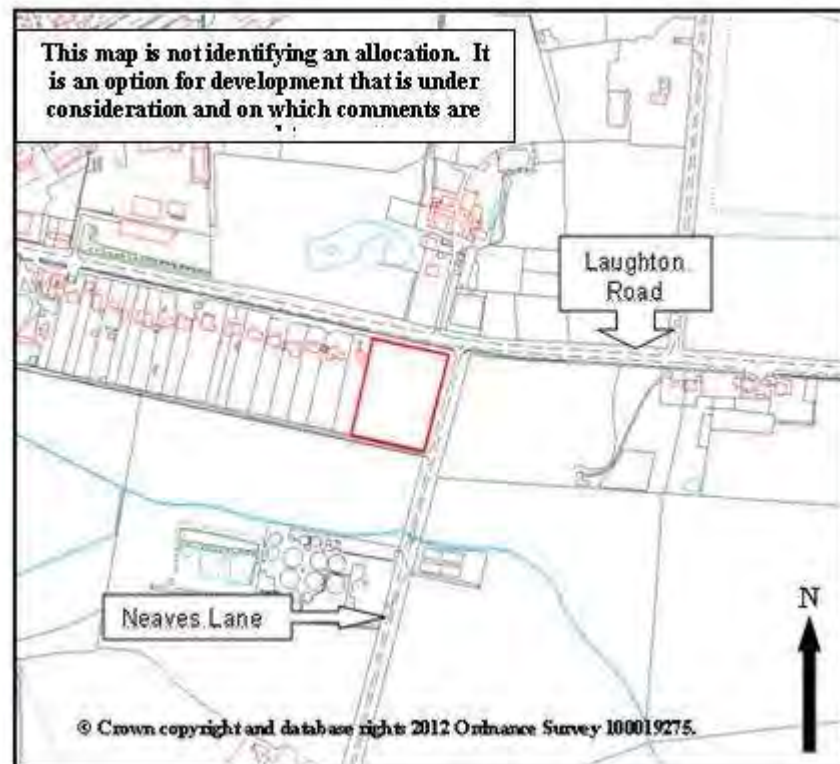 This map is not identifying an allocation. It
is an option for development that is under
consideration and on which comments are
Laughton
Road
Neaves Lane
N
© Crown copyright and database rights 2012 Ordnance Survey 100019275.